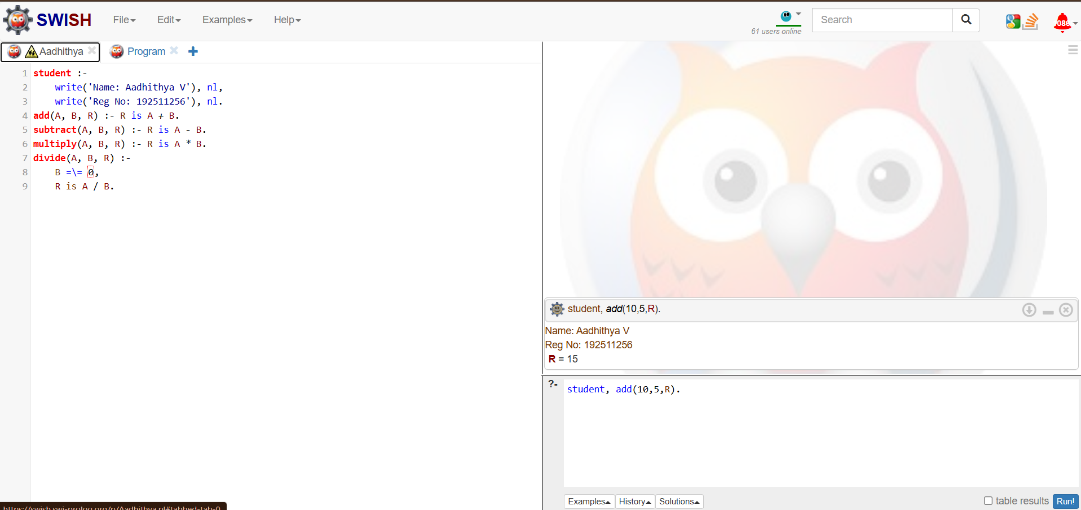 SWISH File Edit Examples Help 61 users online Search
Aadhithya Program
1 student :-
2 write('Name: Aadhithya V'), nl,
3 write('Reg No: 192511256'), nl.
4 add(A, B, R) :- R is A + B.
5 subtract(A, B, R) :- R is A - B.
6 multiply(A, B, R) :- R is A * B.
7 divide(A, B, R) :-
8 B =\= 0,
9 R is A / B.
student, add(10,5,R).
Name: Aadhithya V
Reg No: 192511256
R = 15
?- student, add(10,5,R).
Examples History Solutions table results Run!